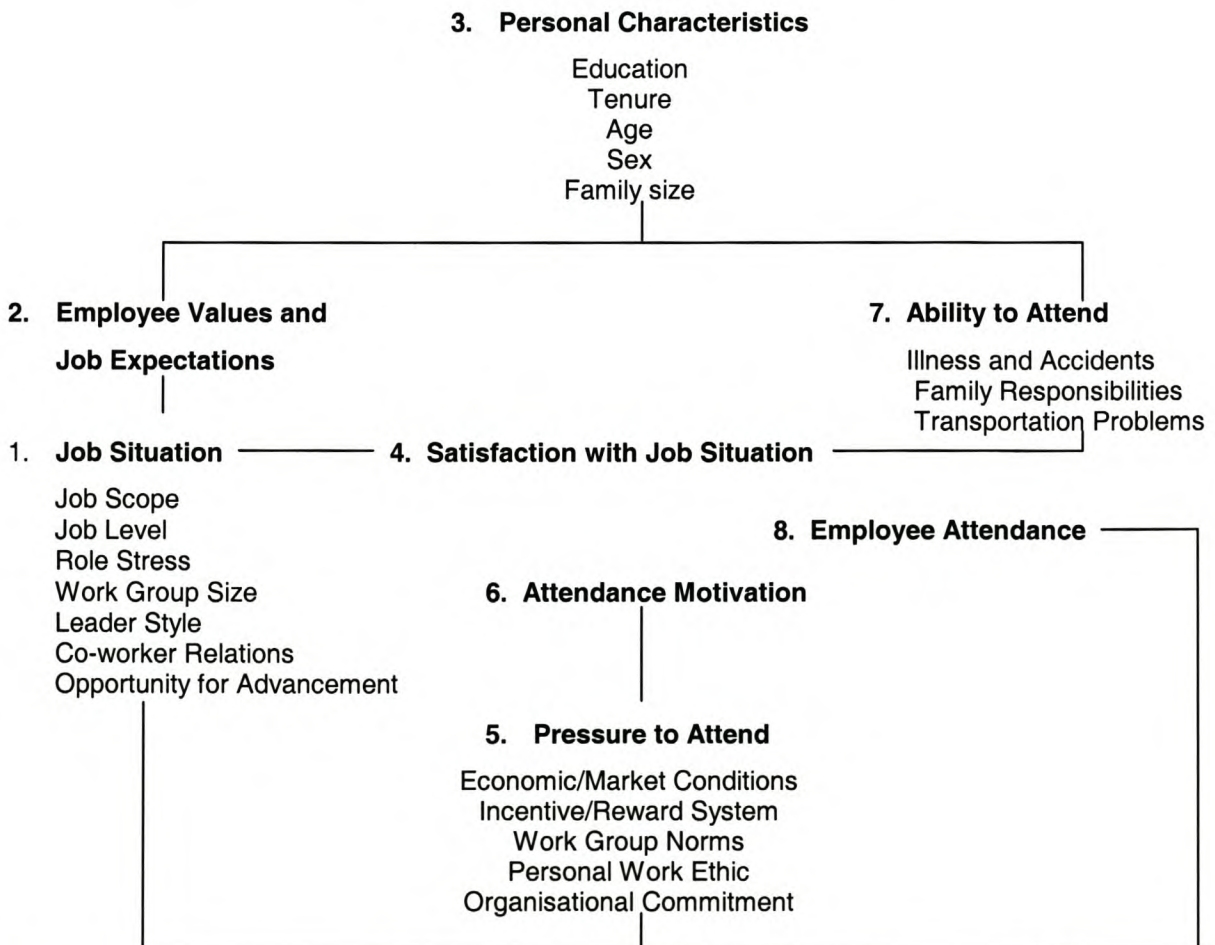 3. Personal Characteristics
Education
Tenure
Age
Sex
Family size
2. Employee Values and
Job Expectations
7. Ability to Attend
Illness and Accidents
Family Responsibilities
Transportation Problems
1. Job Situation
4. Satisfaction with Job Situation
Job Scope
Job Level
Role Stress
Work Group Size
Leader Style
Co-worker Relations
Opportunity for Advancement
8. Employee Attendance
6. Attendance Motivation
5. Pressure to Attend
Economic/Market Conditions
Incentive/Reward System
Work Group Norms
Personal Work Ethic
Organisational Commitment